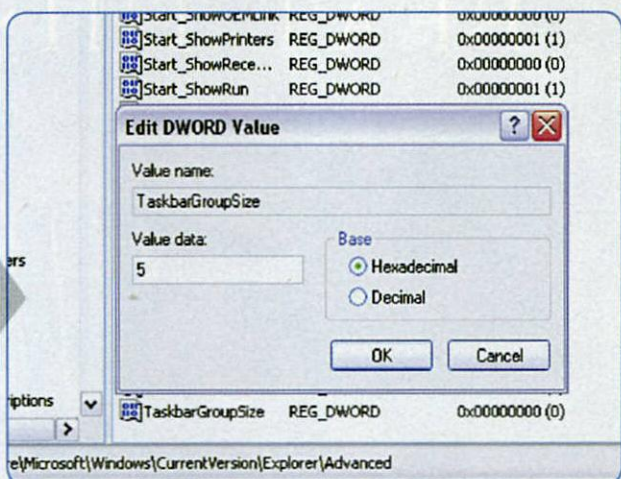 Start_ShowOEMLink REG_DWORD 0x00000000 (0)
Start_ShowPrinters REG_DWORD 0x00000001 (1)
Start_ShowRece... REG_DWORD 0x00000000 (0)
Start_ShowRun REG_DWORD 0x00000001 (1)
Edit DWORD Value
Value name:
TaskbarGroupSize
Value data:
5
Base
Hexadecimal
Decimal
OK Cancel
ers
iptions
TaskbarGroupSize REG_DWORD 0x00000000 (0)
re\Microsoft\Windows\CurrentVersion\Explorer\Advanced